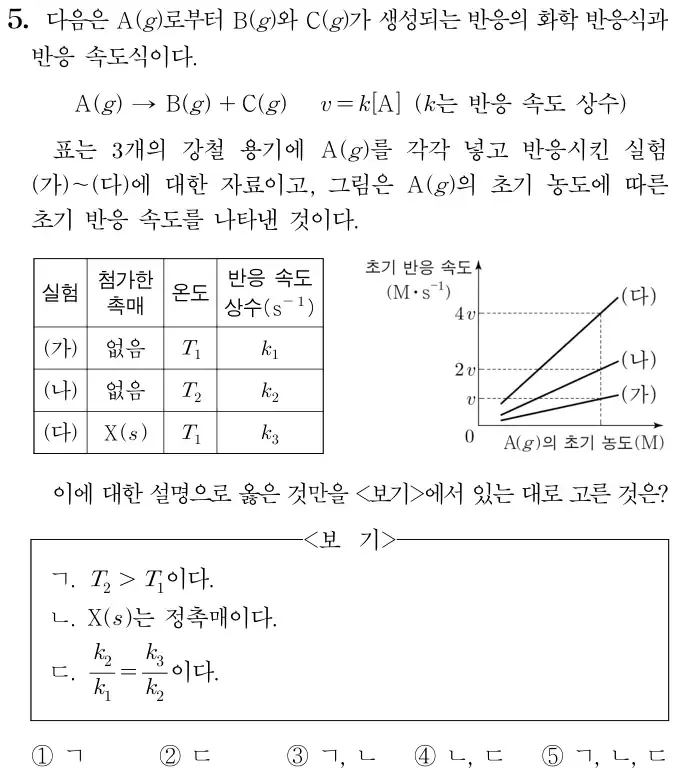 5. 다음은 A(g)로부터 B(g)와 C(g)가 생성되는 반응의 화학 반응식과
반응 속도식이다.
A(g) → B(g) + C(g)  v = k[A] (k는 반응 속도 상수)
표는 3개의 강철 용기에 A(g)를 각각 넣고 반응시킨 실험
(가)~(다)에 대한 자료이고, 그림은 A(g)의 초기 농도에 따른
초기 반응 속도를 나타낸 것이다.
실험 첨가한 촉매 온도 반응 속도 상수(s⁻¹)
(가) 없음 T₁ k₁
(나) 없음 T₂ k₂
(다) X(s) T₁ k₃
초기 반응 속도
(M·s⁻¹)
4v
2v
v
0
(다)
(나)
(가)
A(g)의 초기 농도(M)
이에 대한 설명으로 옳은 것만을 <보기>에서 있는 대로 고른 것은?
<보 기>
ㄱ. T₂ > T₁이다.
ㄴ. X(s)는 정촉매이다.
ㄷ. k₂/k₁ = k₃/k₂이다.
① ㄱ ② ㄷ ③ ㄱ, ㄴ ④ ㄴ, ㄷ ⑤ ㄱ, ㄴ, ㄷ